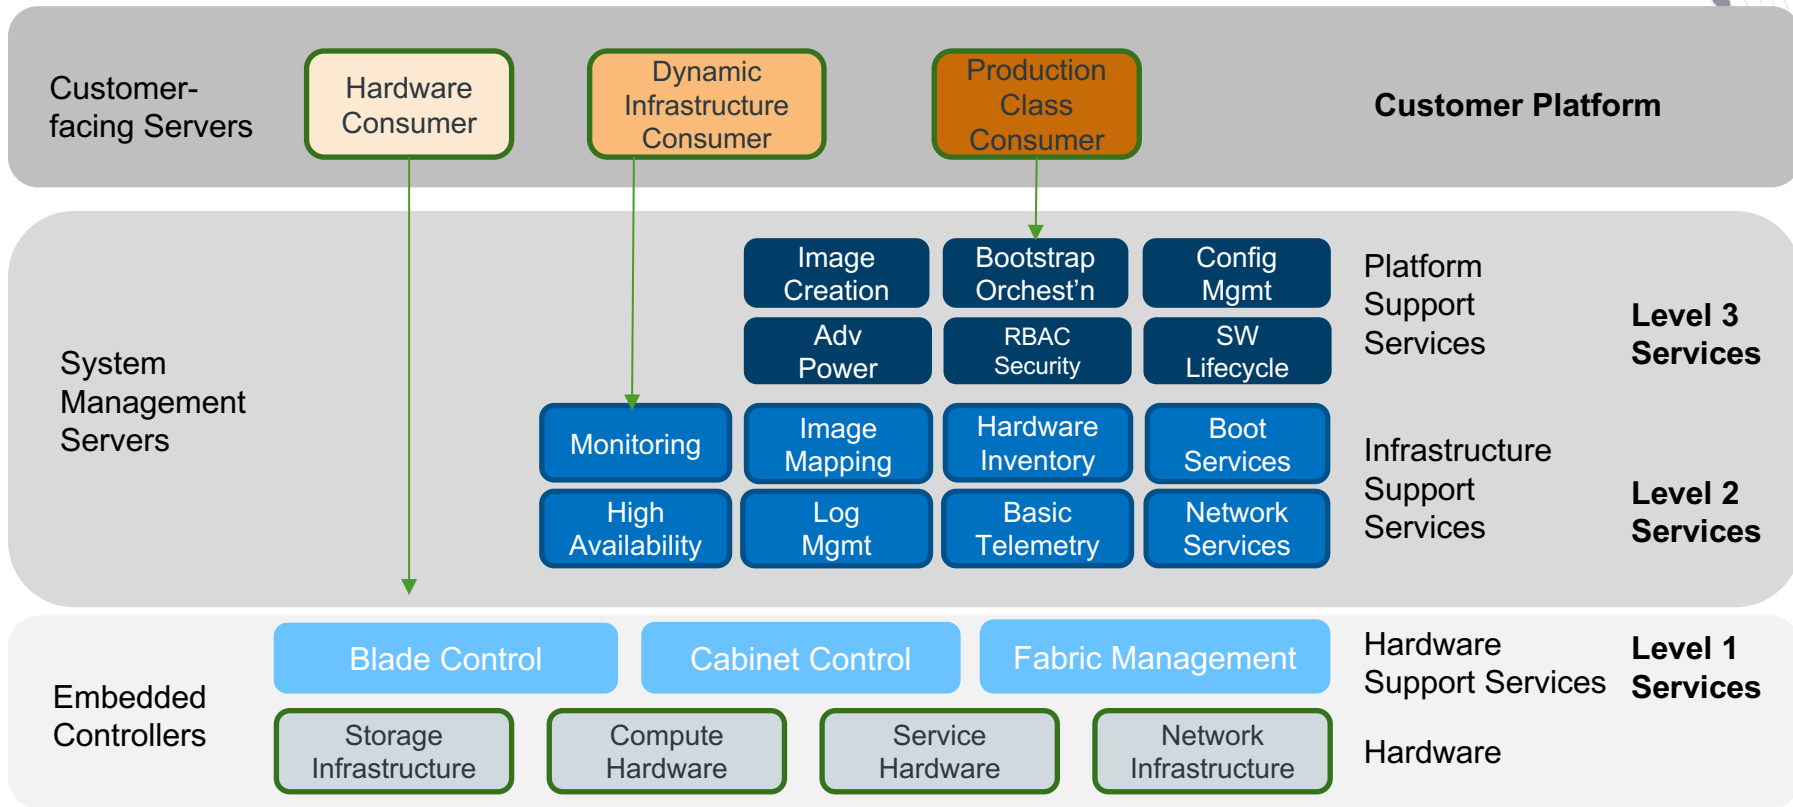 Customer-
facing Servers
Hardware
Consumer
Dynamic
Infrastructure
Consumer
Production
Class
Consumer
Customer Platform
System
Management
Servers
Image
Creation
Bootstrap
Orchest’n
Config
Mgmt
Adv
Power
RBAC
Security
SW
Lifecycle
Platform
Support
Services
Level 3
Services
Monitoring
Image
Mapping
Hardware
Inventory
Boot
Services
High
Availability
Log
Mgmt
Basic
Telemetry
Network
Services
Infrastructure
Support
Services
Level 2
Services
Embedded
Controllers
Blade Control
Cabinet Control
Fabric Management
Hardware
Support Services
Level 1
Services
Storage
Infrastructure
Compute
Hardware
Service
Hardware
Network
Infrastructure
Hardware